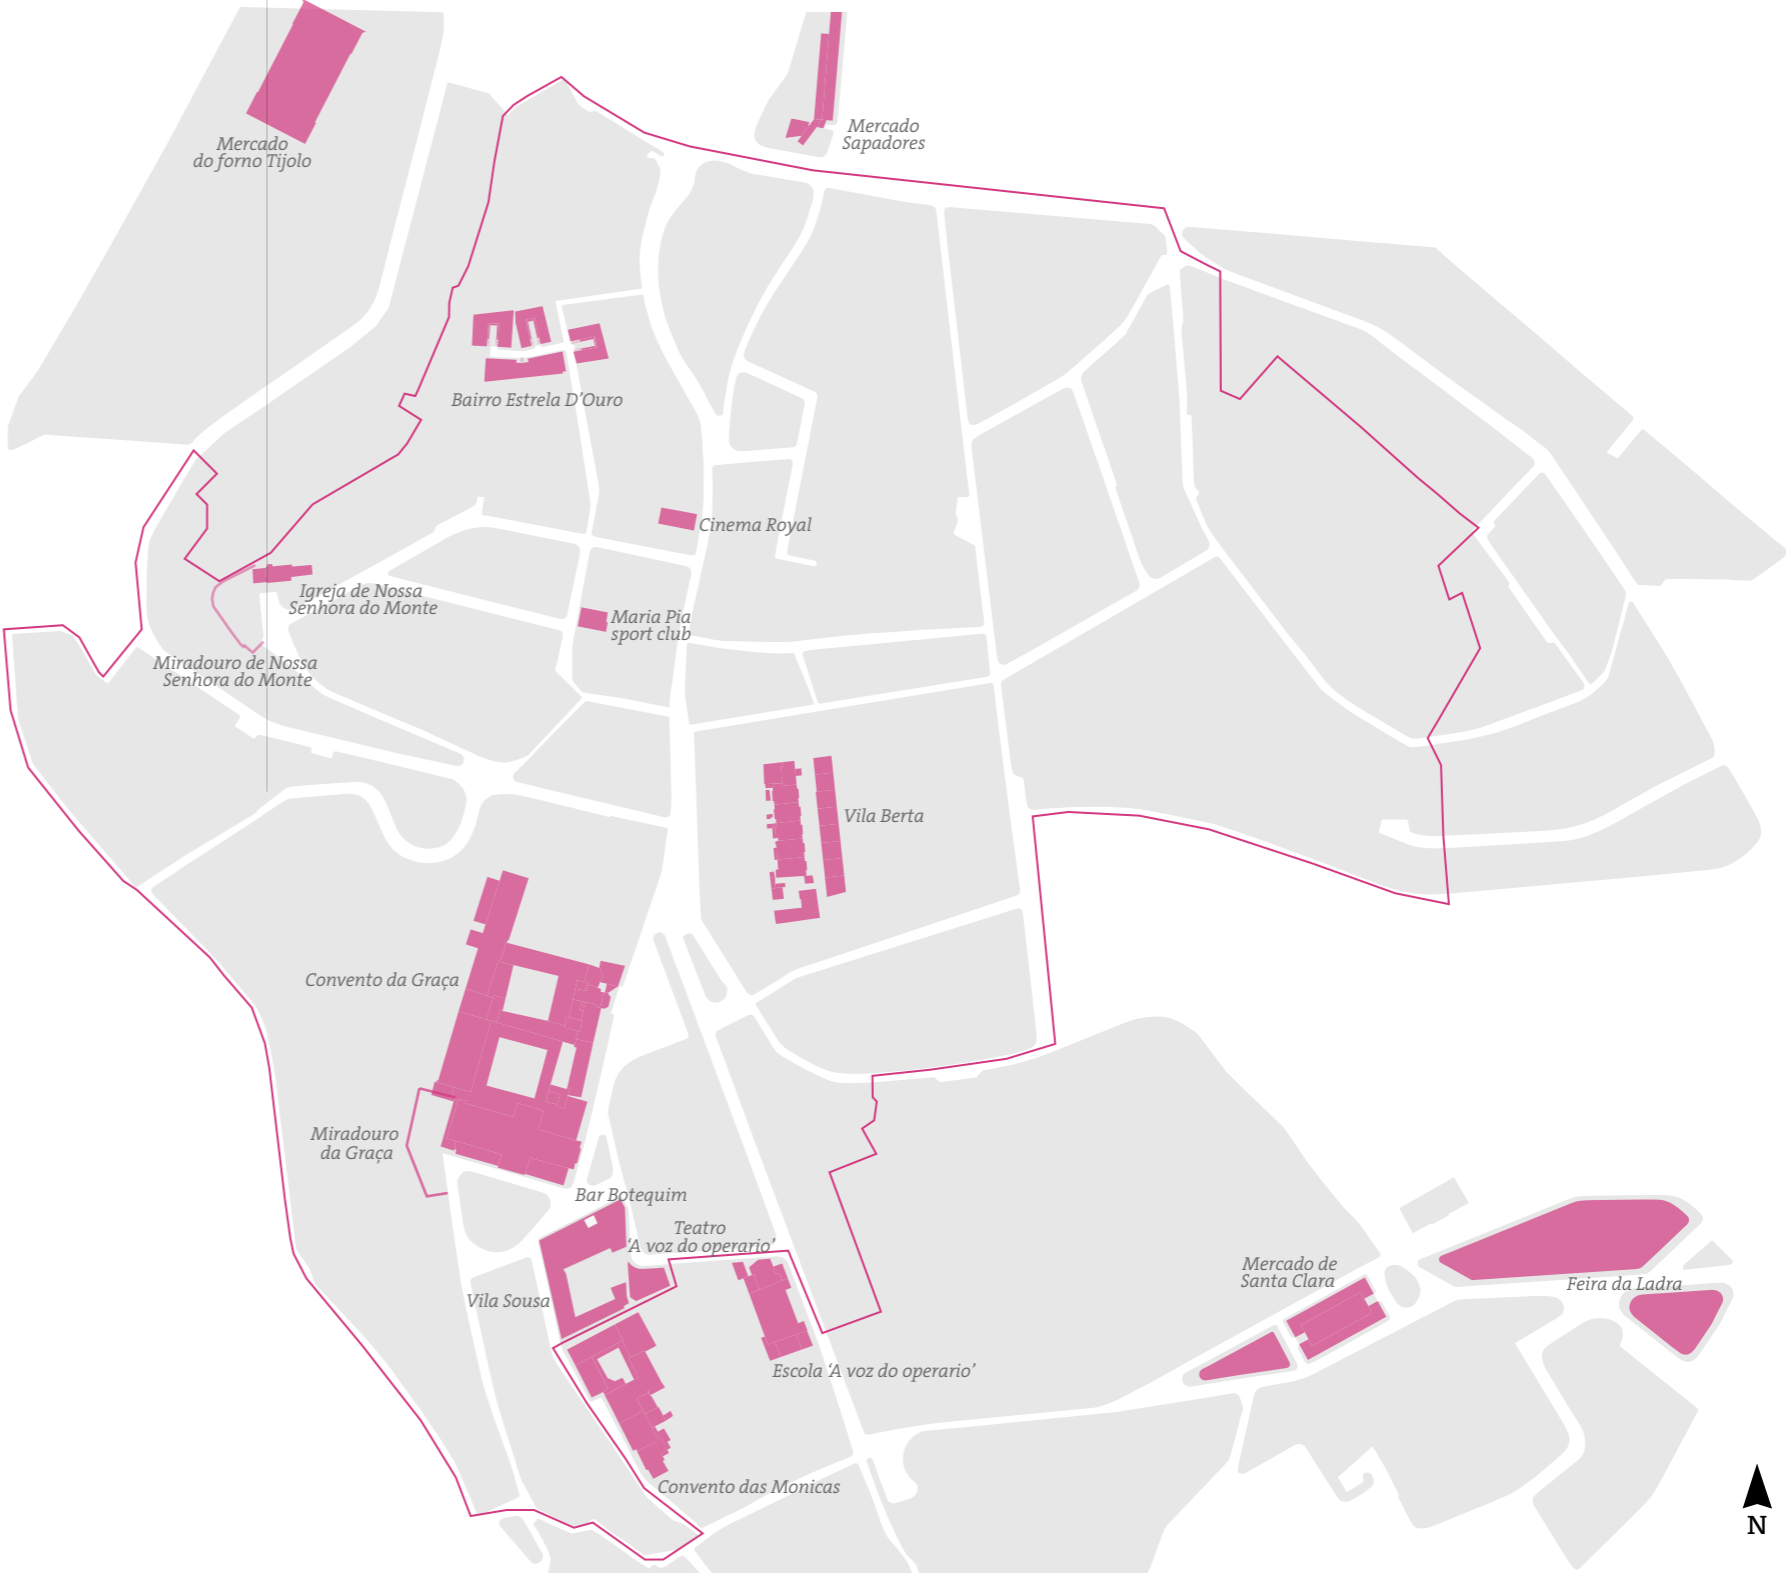 Mercado
do forno Tijolo
Mercado
Sapadores
Bairro Estrela D'Ouro
Cinema Royal
Igreja de Nossa
Senhora do Monte
Maria Pia
sport club
Miradouro de Nossa
Senhora do Monte
Vila Berta
Convento da Graça
Miradouro
da Graça
Bar Botequim
Teatro
‘A voz do operario’
Vila Sousa
Mercado de
Santa Clara
Feira da Ladra
Escola ‘A voz do operario’
Convento das Monicas
N